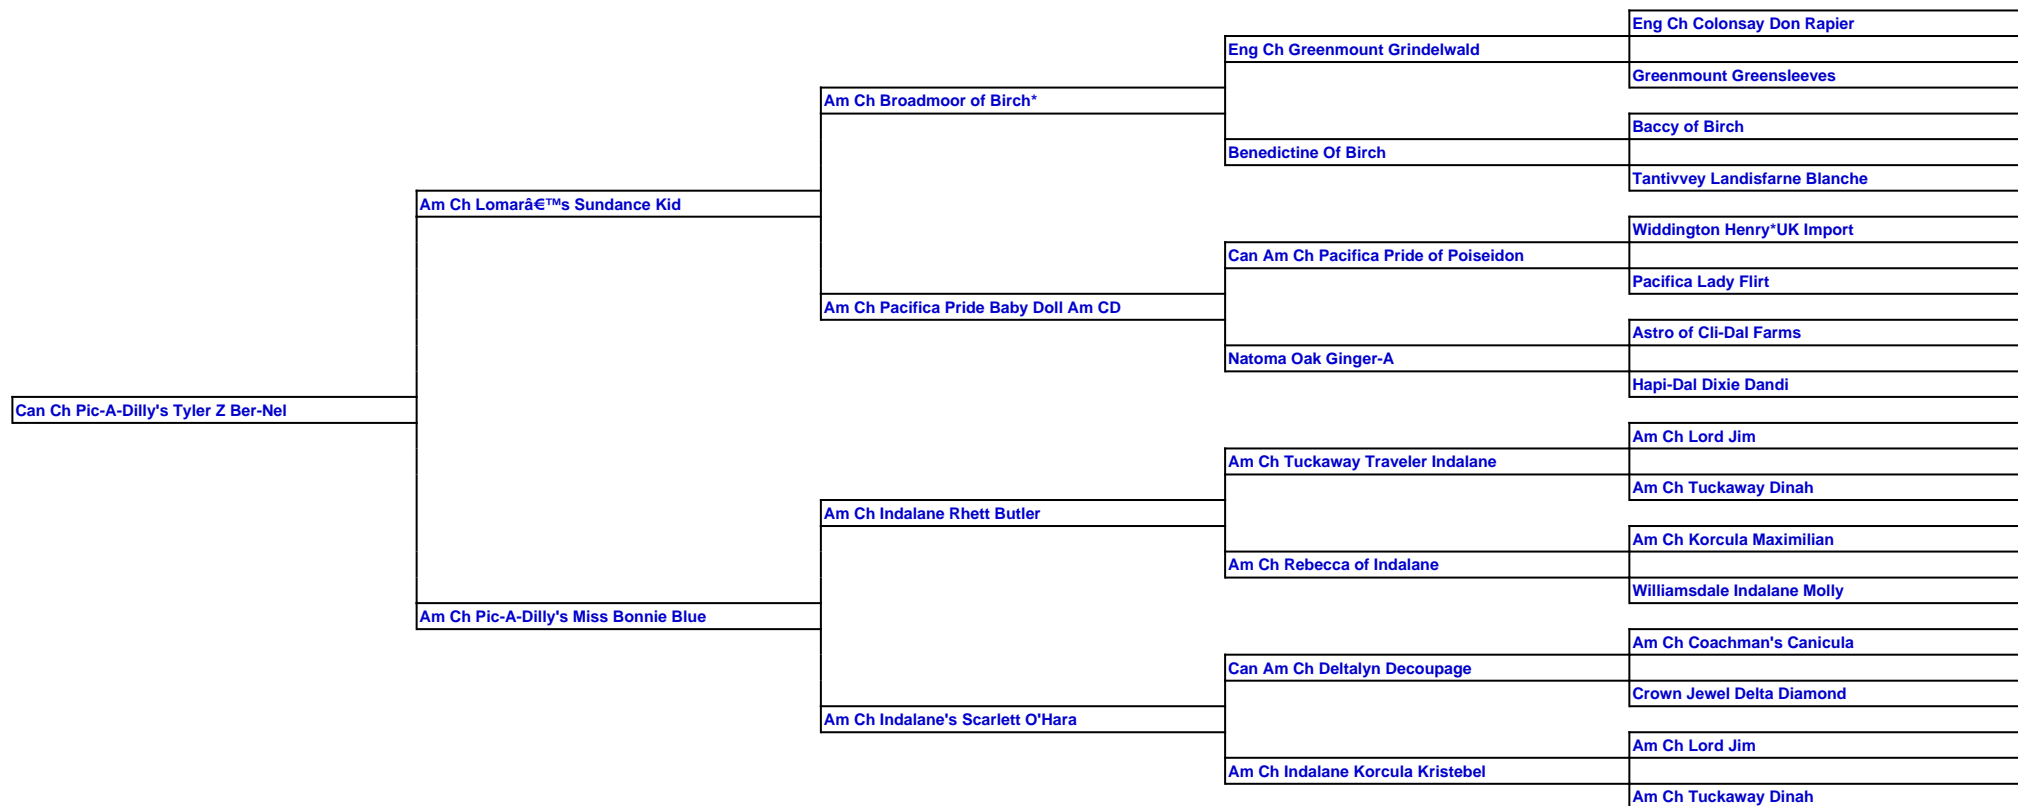 Eng Ch Colonsay Don Rapier
Eng Ch Greenmount Grindelwald
Greenmount Greensleeves
Am Ch Broadmoor of Birch*
Baccy of Birch
Benedictine Of Birch
Tantivvey Landisfarne Blanche
Am Ch Lomarâ€™s Sundance Kid
Widdington Henry*UK Import
Can Am Ch Pacifica Pride of Poiseidon
Pacifica Lady Flirt
Am Ch Pacifica Pride Baby Doll Am CD
Astro of Cli-Dal Farms
Natoma Oak Ginger-A
Hapi-Dal Dixie Dandi
Can Ch Pic-A-Dilly's Tyler Z Ber-Nel
Am Ch Lord Jim
Am Ch Tuckaway Traveler Indalane
Am Ch Tuckaway Dinah
Am Ch Indalane Rhett Butler
Am Ch Korcula Maximilian
Am Ch Rebecca of Indalane
Williamsdale Indalane Molly
Am Ch Pic-A-Dilly's Miss Bonnie Blue
Am Ch Coachman's Canicula
Can Am Ch Deltalyn Decoupage
Crown Jewel Delta Diamond
Am Ch Indalane's Scarlett O'Hara
Am Ch Lord Jim
Am Ch Indalane Korcula Kristebel
Am Ch Tuckaway Dinah